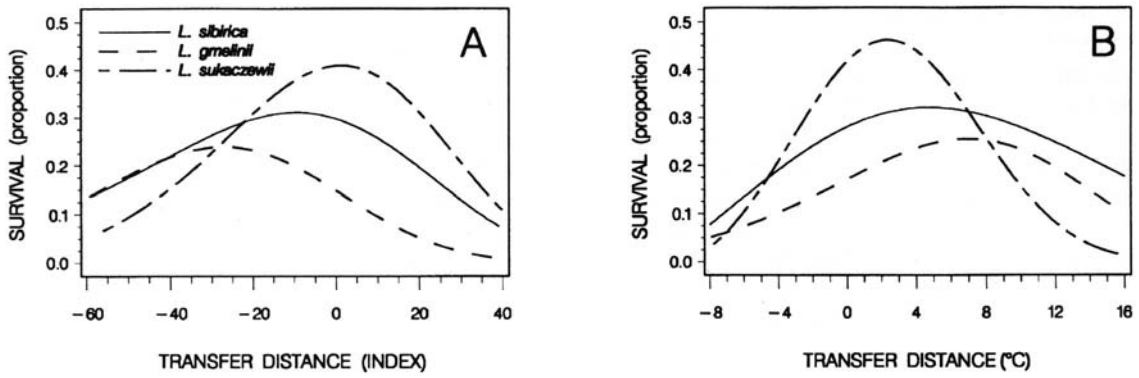 A
L. sibirica
L. gmelinii
L. sukaczewii
SURVIVAL (proportion)
0.5
0.4
0.3
0.2
0.1
0.0
−60 −40 −20 0 20 40
TRANSFER DISTANCE (INDEX)
B
SURVIVAL (proportion)
0.5
0.4
0.3
0.2
0.1
0.0
−8 −4 0 4 8 12 16
TRANSFER DISTANCE (°C)